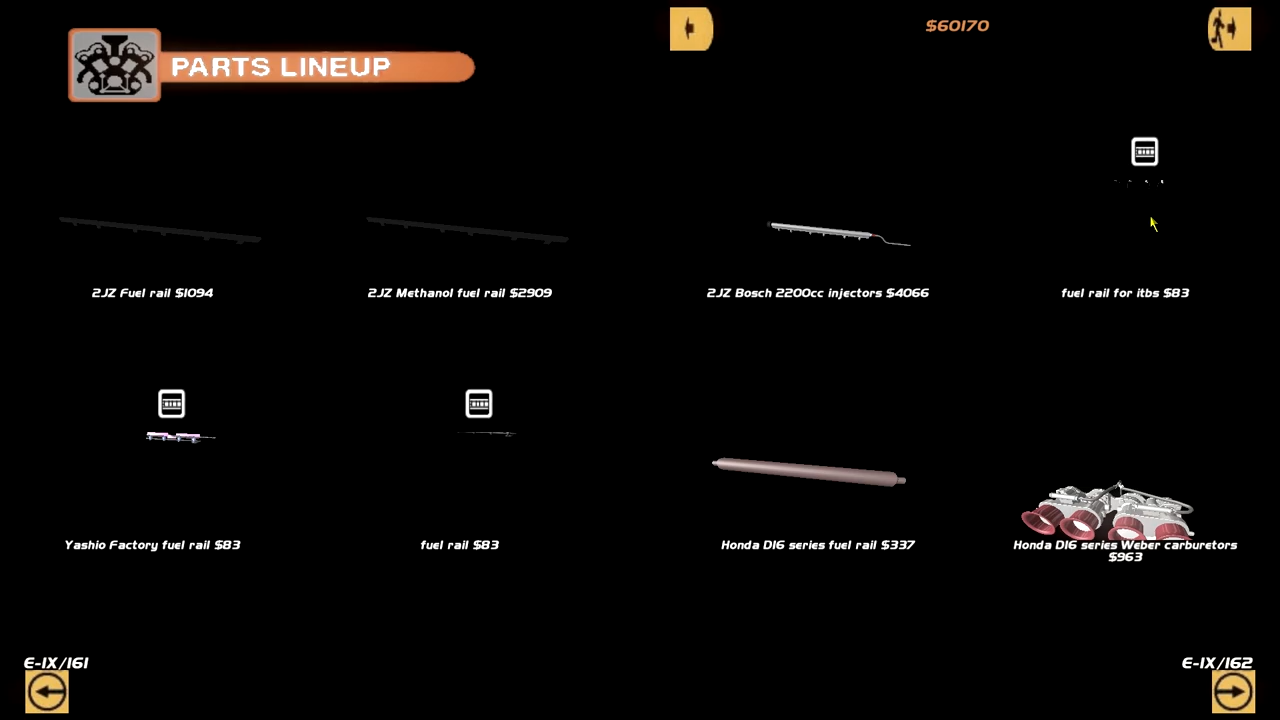 PARTS LINEUP
$60170
2JZ Fuel rail $1094
2JZ Methanol fuel rail $2909
2JZ Bosch 2200cc injectors $4066
fuel rail for itbs $83
Yashio Factory fuel rail $83
fuel rail $83
Honda D16 series fuel rail $337
Honda D16 series Weber carburetors
$963
E-IX/161
E-IX/162